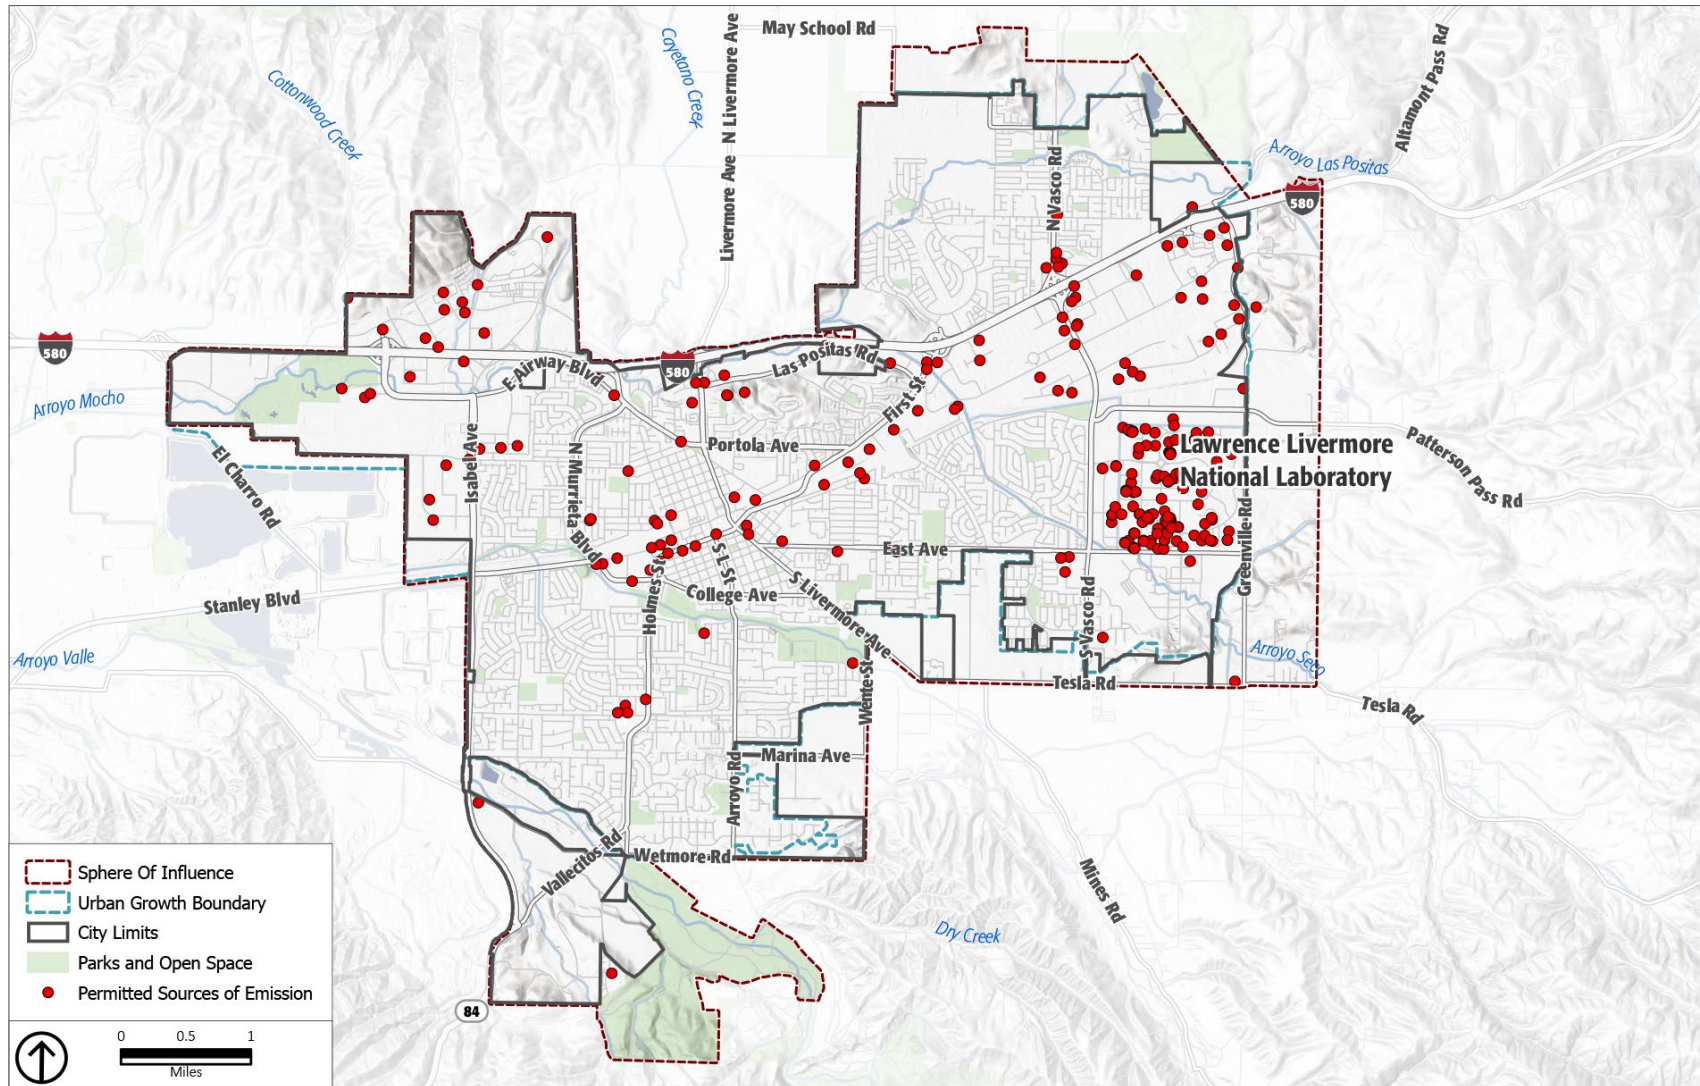 May School Rd
N Livermore Ave
Livermore Ave
Cayetano Creek
Cottonwood Creek
Altamont Pass Rd
Arroyo Las Positas
N Vasco Rd
580
580
580
Las Positas Rd
E Airway Blvd
Arroyo Mocho
First St
Portola Ave
Isabel Ave
N Murrieta Blvd
El Charro Rd
Lawrence Livermore
National Laboratory
Patterson Pass Rd
Greenville Rd
East Ave
S L St
S Livermore Ave
College Ave
Holmes St
Stanley Blvd
S Vasco Rd
Arroyo Valle
Arroyo Seco
Tesla Rd
Tesla Rd
Wente St
Marina Ave
Arroyo Rd
Wetmore Rd
Vallecitos Rd
Mines Rd
Dry Creek
84
Sphere Of Influence
Urban Growth Boundary
City Limits
Parks and Open Space
Permitted Sources of Emission
0 0.5 1
Miles